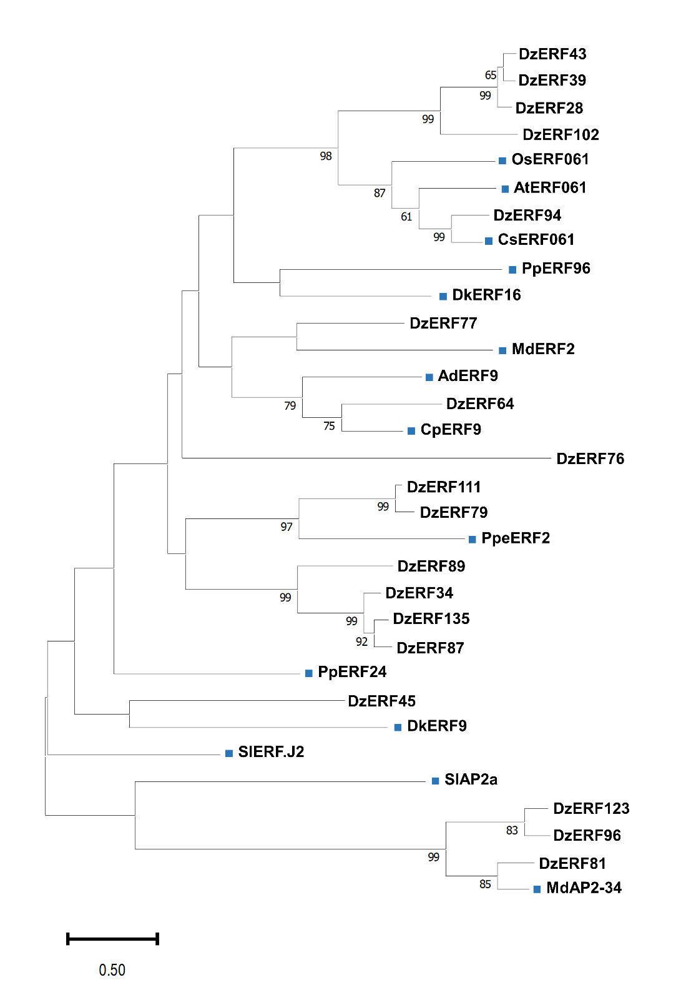 DzERF43
65
DzERF39
99
DzERF28
99
DzERF102
98
OsERF061
87
AtERF061
61
DzERF94
99
CsERF061
PpERF96
DkERF16
DzERF77
MdERF2
AdERF9
79
DzERF64
75
CpERF9
DzERF76
DzERF111
99
DzERF79
97
PpeERF2
DzERF89
99
DzERF34
99
DzERF135
92
DzERF87
PpERF24
DzERF45
DkERF9
SlERF.J2
SlAP2a
DzERF123
83
DzERF96
99
DzERF81
85
MdAP2-34
0.50